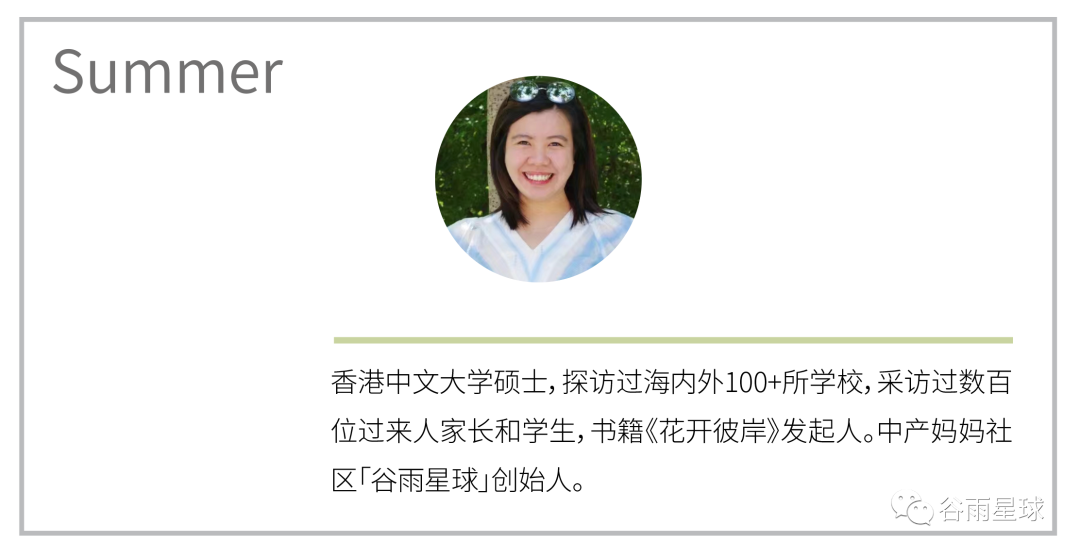 Summer
香港中文大学硕士，探访过海内外100+所学校，采访过数百
位过来人家长和学生，书籍《花开彼岸》发起人。中产妈妈社
区「谷雨星球」创始人。
谷雨星球